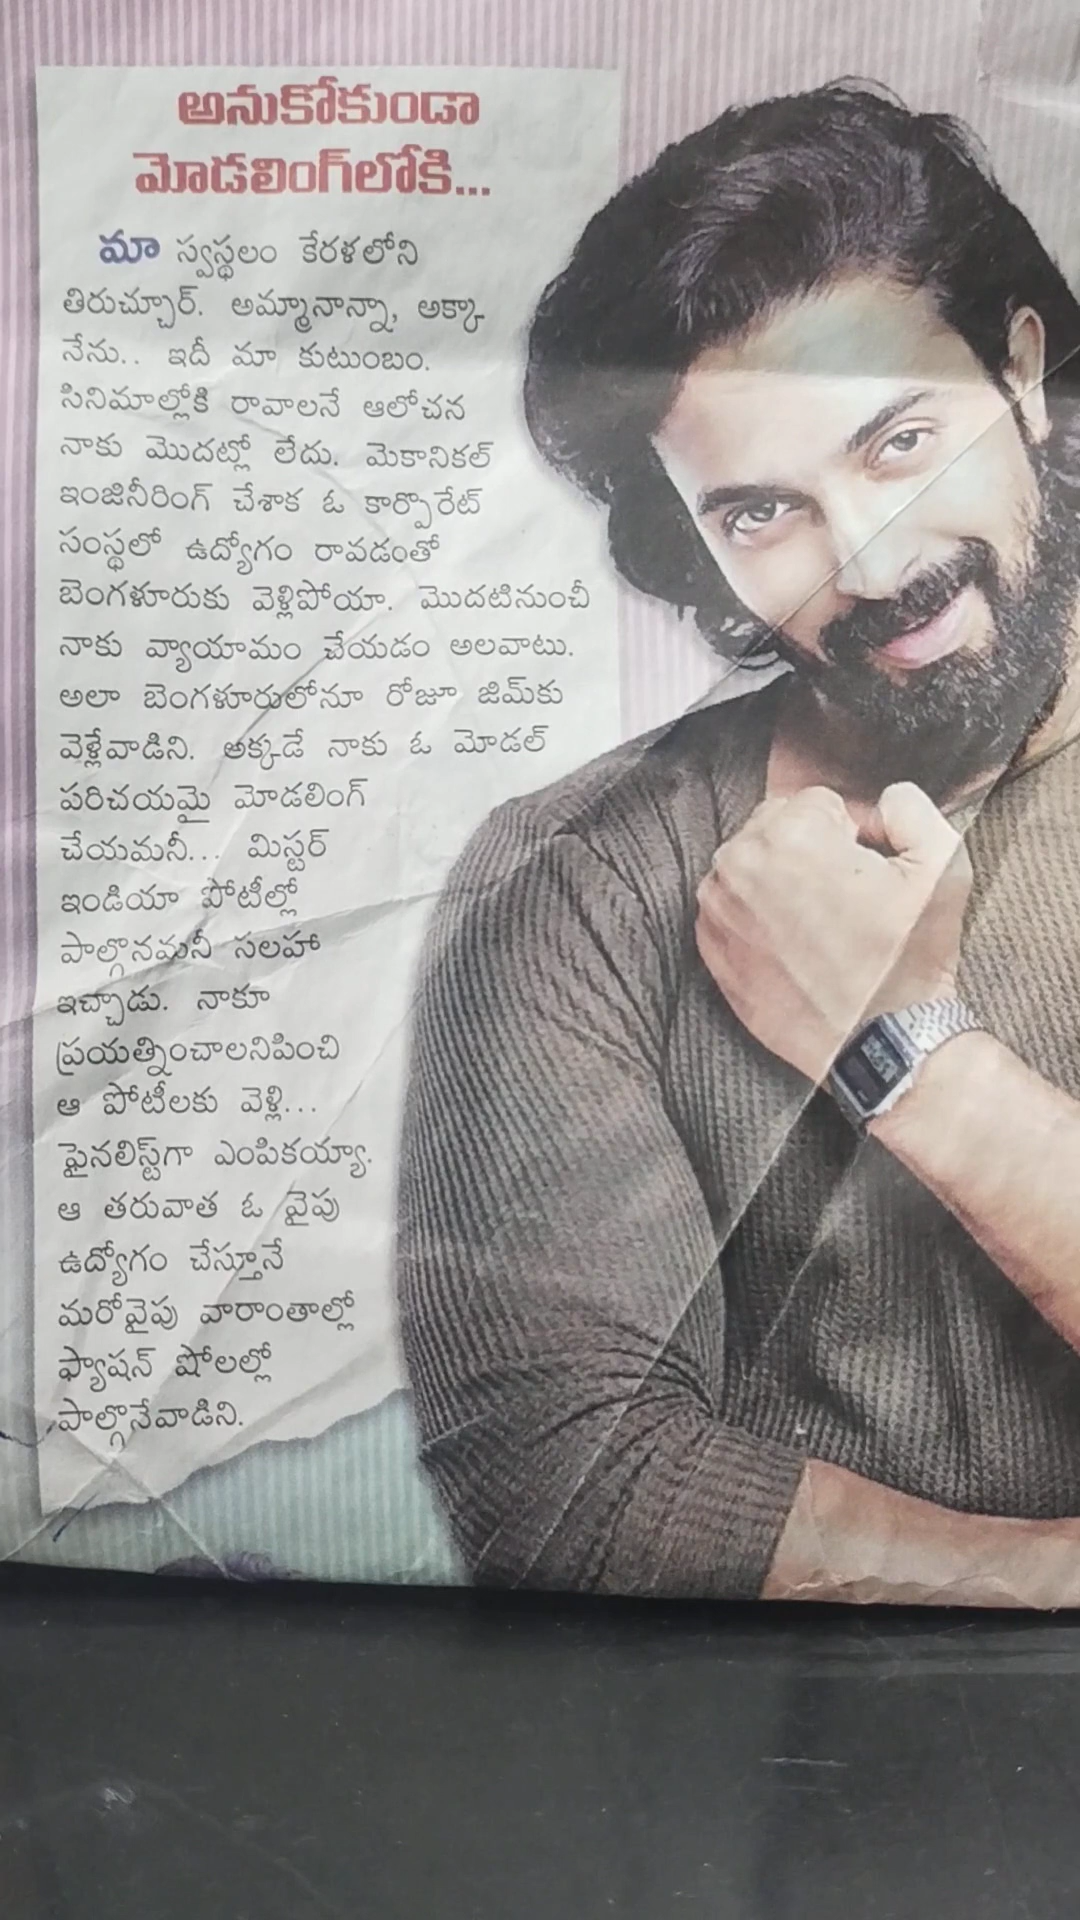 అనుకోకుండా
మోడలింగ్‌లోకి...
మా స్వస్థలం కేరళలోని
తిరుచ్చూర్. అమ్మానాన్నా, అక్కా
నేను.. ఇదీ మా కుటుంబం.
సినిమాల్లోకి రావాలనే ఆలోచన
నాకు మొదట్లో లేదు. మెకానికల్
ఇంజినీరింగ్ చేశాక ఓ కార్పొరేట్
సంస్థలో ఉద్యోగం రావడంతో
బెంగళూరుకు వెళ్లిపోయా. మొదటినుంచీ
నాకు వ్యాయామం చేయడం అలవాటు.
అలా బెంగళూరులోనూ రోజూ జిమ్‌కు
వెళ్లేవాడిని. అక్కడే నాకు ఓ మోడల్
పరిచయమై మోడలింగ్
చేయమనీ... మిస్టర్
ఇండియా పోటీల్లో
పాల్గొనమనీ సలహా
ఇచ్చాడు. నాకూ
ప్రయత్నించాలనిపించి
ఆ పోటీలకు వెళ్లి...
ఫైనలిస్ట్‌గా ఎంపికయ్యా.
ఆ తరువాత ఓ వైపు
ఉద్యోగం చేస్తూనే
మరోవైపు వారాంతాల్లో
ఫ్యాషన్ షోలల్లో
పాల్గొనేవాడిని.